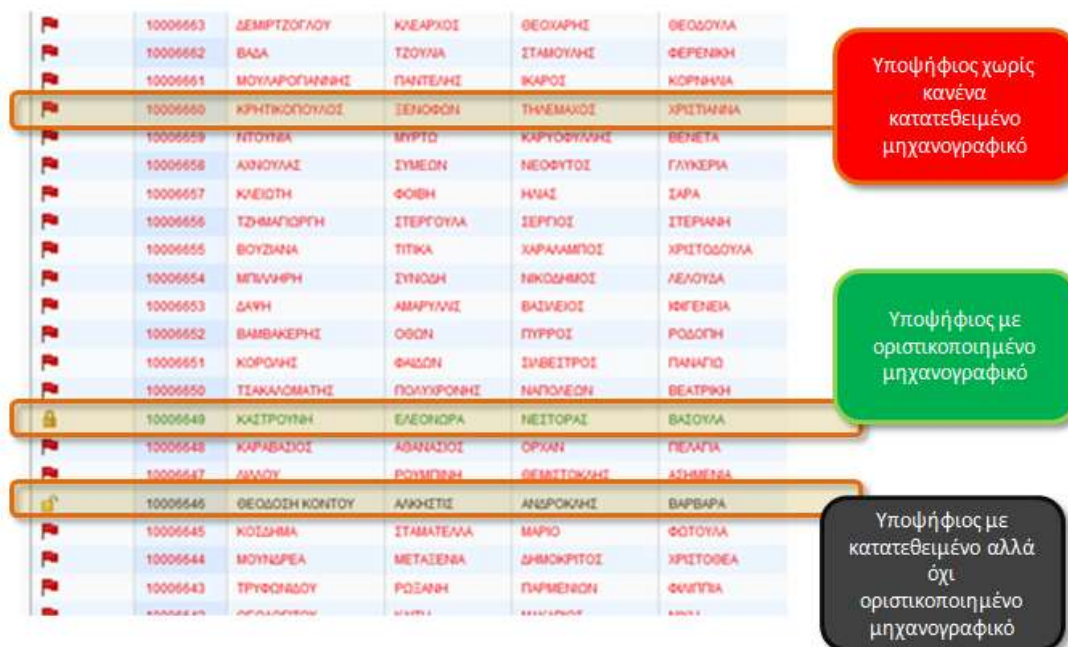 10006663 ΔΕΜΙΡΤΖΟΓΛΟΥ ΚΛΕΑΡΧΟΣ ΘΕΟΧΑΡΗΣ ΘΕΟΔΟΥΛΑ
10006662 ΒΑΔΑ ΤΖΟΥΛΙΑ ΣΤΑΜΟΥΛΗΣ ΦΕΡΕΝΙΚΗ
10006661 ΜΟΥΛΑΡΟΓΙΑΝΝΗΣ ΠΑΝΤΕΛΗΣ ΙΚΑΡΟΣ ΚΟΡΝΗΛΙΑ
10006660 ΚΡΗΤΙΚΟΠΟΥΛΟΣ ΞΕΝΟΦΩΝ ΤΗΛΕΜΑΧΟΣ ΧΡΙΣΤΙΑΝΝΑ
10006659 ΝΤΟΥΝΙΑ ΜΥΡΤΩ ΚΑΡΥΟΦΥΛΛΗΣ ΒΕΝΕΤΑ
10006658 ΑΧΝΟΥΛΑΣ ΣΥΜΕΩΝ ΝΕΟΦΥΤΟΣ ΓΛΥΚΕΡΙΑ
10006657 ΚΛΕΙΩΤΗ ΦΟΙΒΗ ΗΛΙΑΣ ΣΑΡΑ
10006656 ΤΖΗΜΑΓΙΩΡΓΗ ΣΤΕΡΓΟΥΛΑ ΣΕΡΓΙΟΣ ΣΤΕΡΙΑΝΗ
10006655 ΒΟΥΖΙΑΝΑ ΤΙΤΙΚΑ ΧΑΡΑΛΑΜΠΟΣ ΧΡΙΣΤΟΔΟΥΛΑ
10006654 ΜΠΙΛΛΗΡΗ ΣΥΝΟΔΗ ΝΙΚΟΔΗΜΟΣ ΛΕΛΟΥΔΑ
10006653 ΔΑΨΗ ΑΜΑΡΥΛΛΙΣ ΒΑΣΙΛΕΙΟΣ ΙΦΙΓΕΝΕΙΑ
10006652 ΒΑΜΒΑΚΕΡΗΣ ΟΘΩΝ ΠΥΡΡΟΣ ΡΟΔΟΠΗ
10006651 ΚΟΡΟΛΗΣ ΦΑΙΔΩΝ ΣΙΛΒΕΣΤΡΟΣ ΠΑΝΑΓΙΩ
10006650 ΤΣΑΚΑΛΟΜΑΤΗΣ ΠΟΛΥΧΡΟΝΗΣ ΝΑΠΟΛΕΩΝ ΒΕΑΤΡΙΚΗ
10006649 ΚΑΣΤΡΟΥΝΗ ΕΛΕΟΝΩΡΑ ΝΕΣΤΟΡΑΣ ΒΑΣΟΥΛΑ
10006648 ΚΑΡΑΒΑΣΙΟΣ ΑΘΑΝΑΣΙΟΣ ΟΡΧΑΝ ΠΕΛΑΓΙΑ
10006647 ΛΙΛΛΟΥ ΡΟΥΜΠΙΝΗ ΘΕΜΙΣΤΟΚΛΗΣ ΑΣΗΜΕΝΙΑ
10006646 ΘΕΟΔΟΣΗ ΚΟΝΤΟΥ ΑΛΚΗΣΤΙΣ ΑΝΔΡΟΚΛΗΣ ΒΑΡΒΑΡΑ
10006645 ΚΟΣΔΗΜΑ ΣΤΑΜΑΤΕΛΛΑ ΜΑΡΙΟ ΦΩΤΟΥΛΑ
10006644 ΜΟΥΝΔΡΕΑ ΜΕΤΑΞΕΝΙΑ ΔΗΜΟΚΡΙΤΟΣ ΧΡΙΣΤΟΘΕΑ
10006643 ΤΡΥΦΩΝΙΔΟΥ ΡΩΞΑΝΗ ΠΑΡΜΕΝΙΩΝ ΦΙΛΙΠΠΙΑ
Υποψήφιος χωρίς
κανένα
κατατεθειμένο
μηχανογραφικό
Υποψήφιος με
οριστικοποιημένο
μηχανογραφικό
Υποψήφιος με
κατατεθειμένο αλλά
όχι
οριστικοποιημένο
μηχανογραφικό